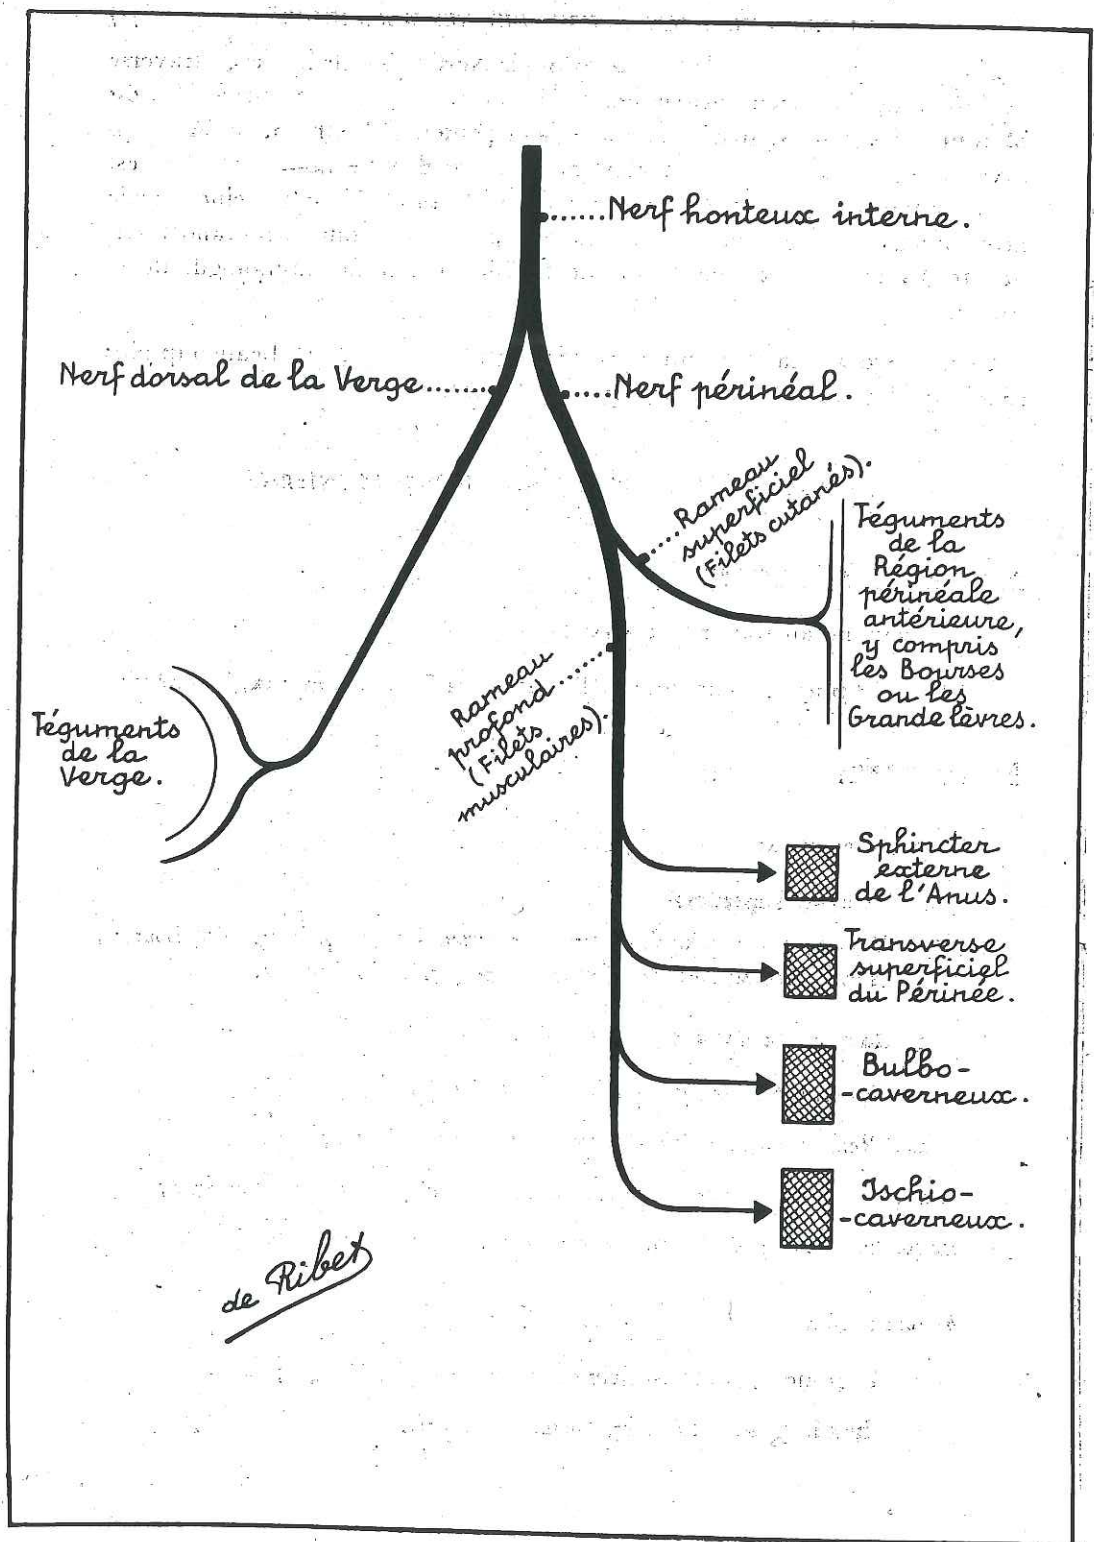 Nerf honteux interne.
Nerf dorsal de la Verge
Nerf périnéal.
Rameau
superficiel
(Filets cutanés).
Téguments
de la
Région
périnéale
antérieure,
y compris
les Bourses
ou les
Grande lèvres.
Rameau
profond
(Filets
musculaires).
Téguments
de la
Verge.
Sphincter
externe
de l'Anus.
Transverse
superficiel
du Périnée.
Bulbo-
-caverneux.
Ischio-
-caverneux.
de Ribet